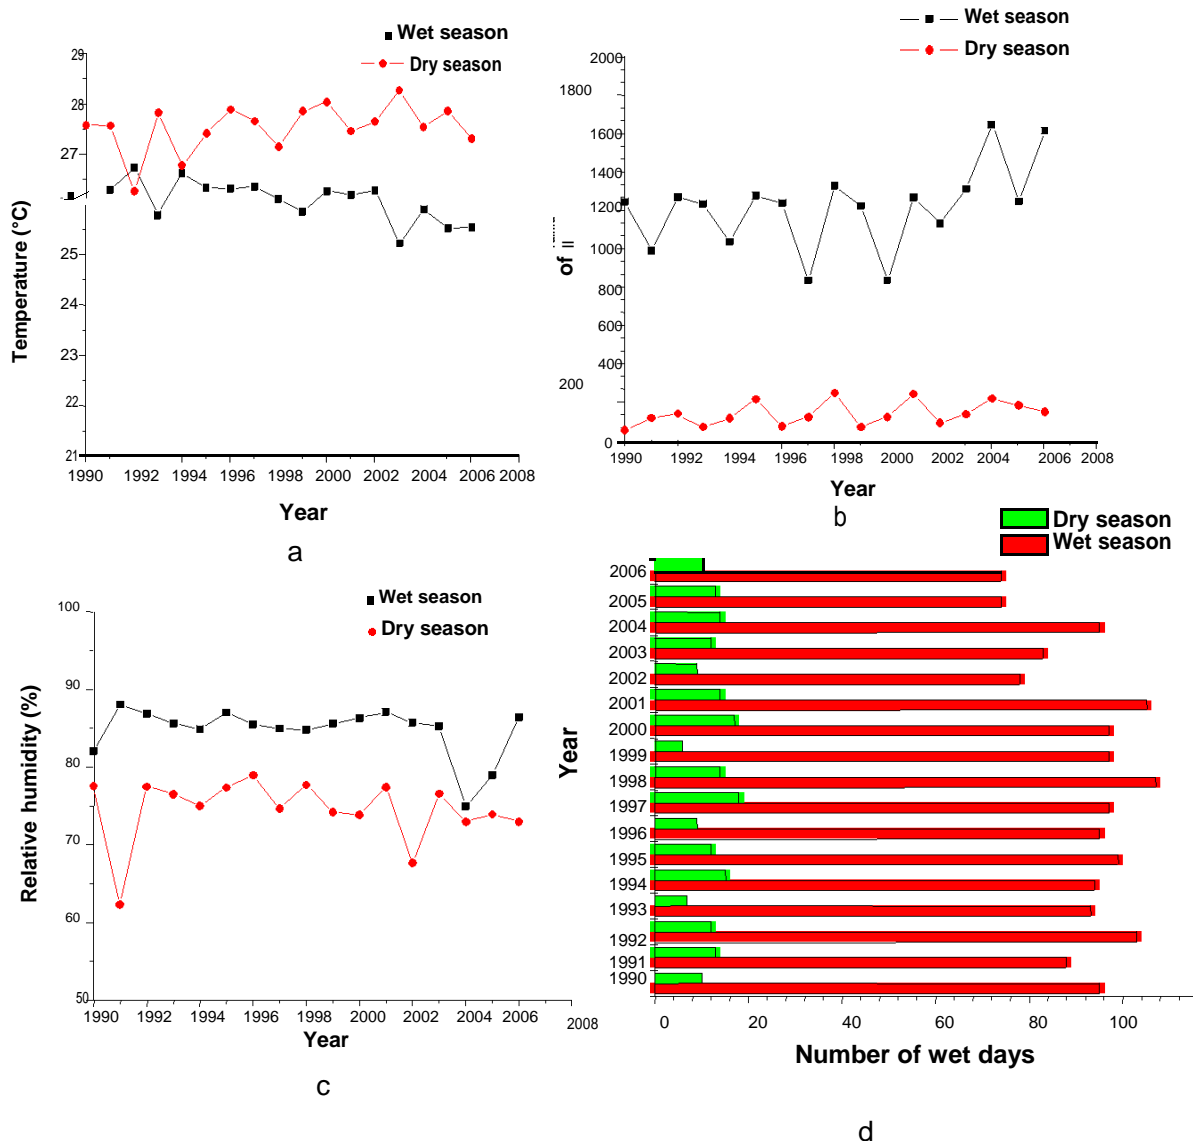 Wet season
Dry season
29
28
27
25
24
23
22
21
Temperature (°C)
1990 1992 1994 1996 1998 2000 2002 2004 2006 2008
Year
a
Wet season
Dry season
2000
1800
1600
1400
1200
1000
800
600
400
200
0
of
1990 1992 1994 1996 1998 2000 2002 2004 2006 2008
Year
b
Wet season
Dry season
100
90
80
70
60
50
Relative humidity (%)
1990 1992 1994 1996 1998 2000 2002 2004 2006 2008
Year
c
Dry season
Wet season
2006
2005
2004
2003
2002
2001
2000
1999
1998
1997
1996
1995
1994
1993
1992
1991
1990
Year
0 20 40 60 80 100
Number of wet days
d